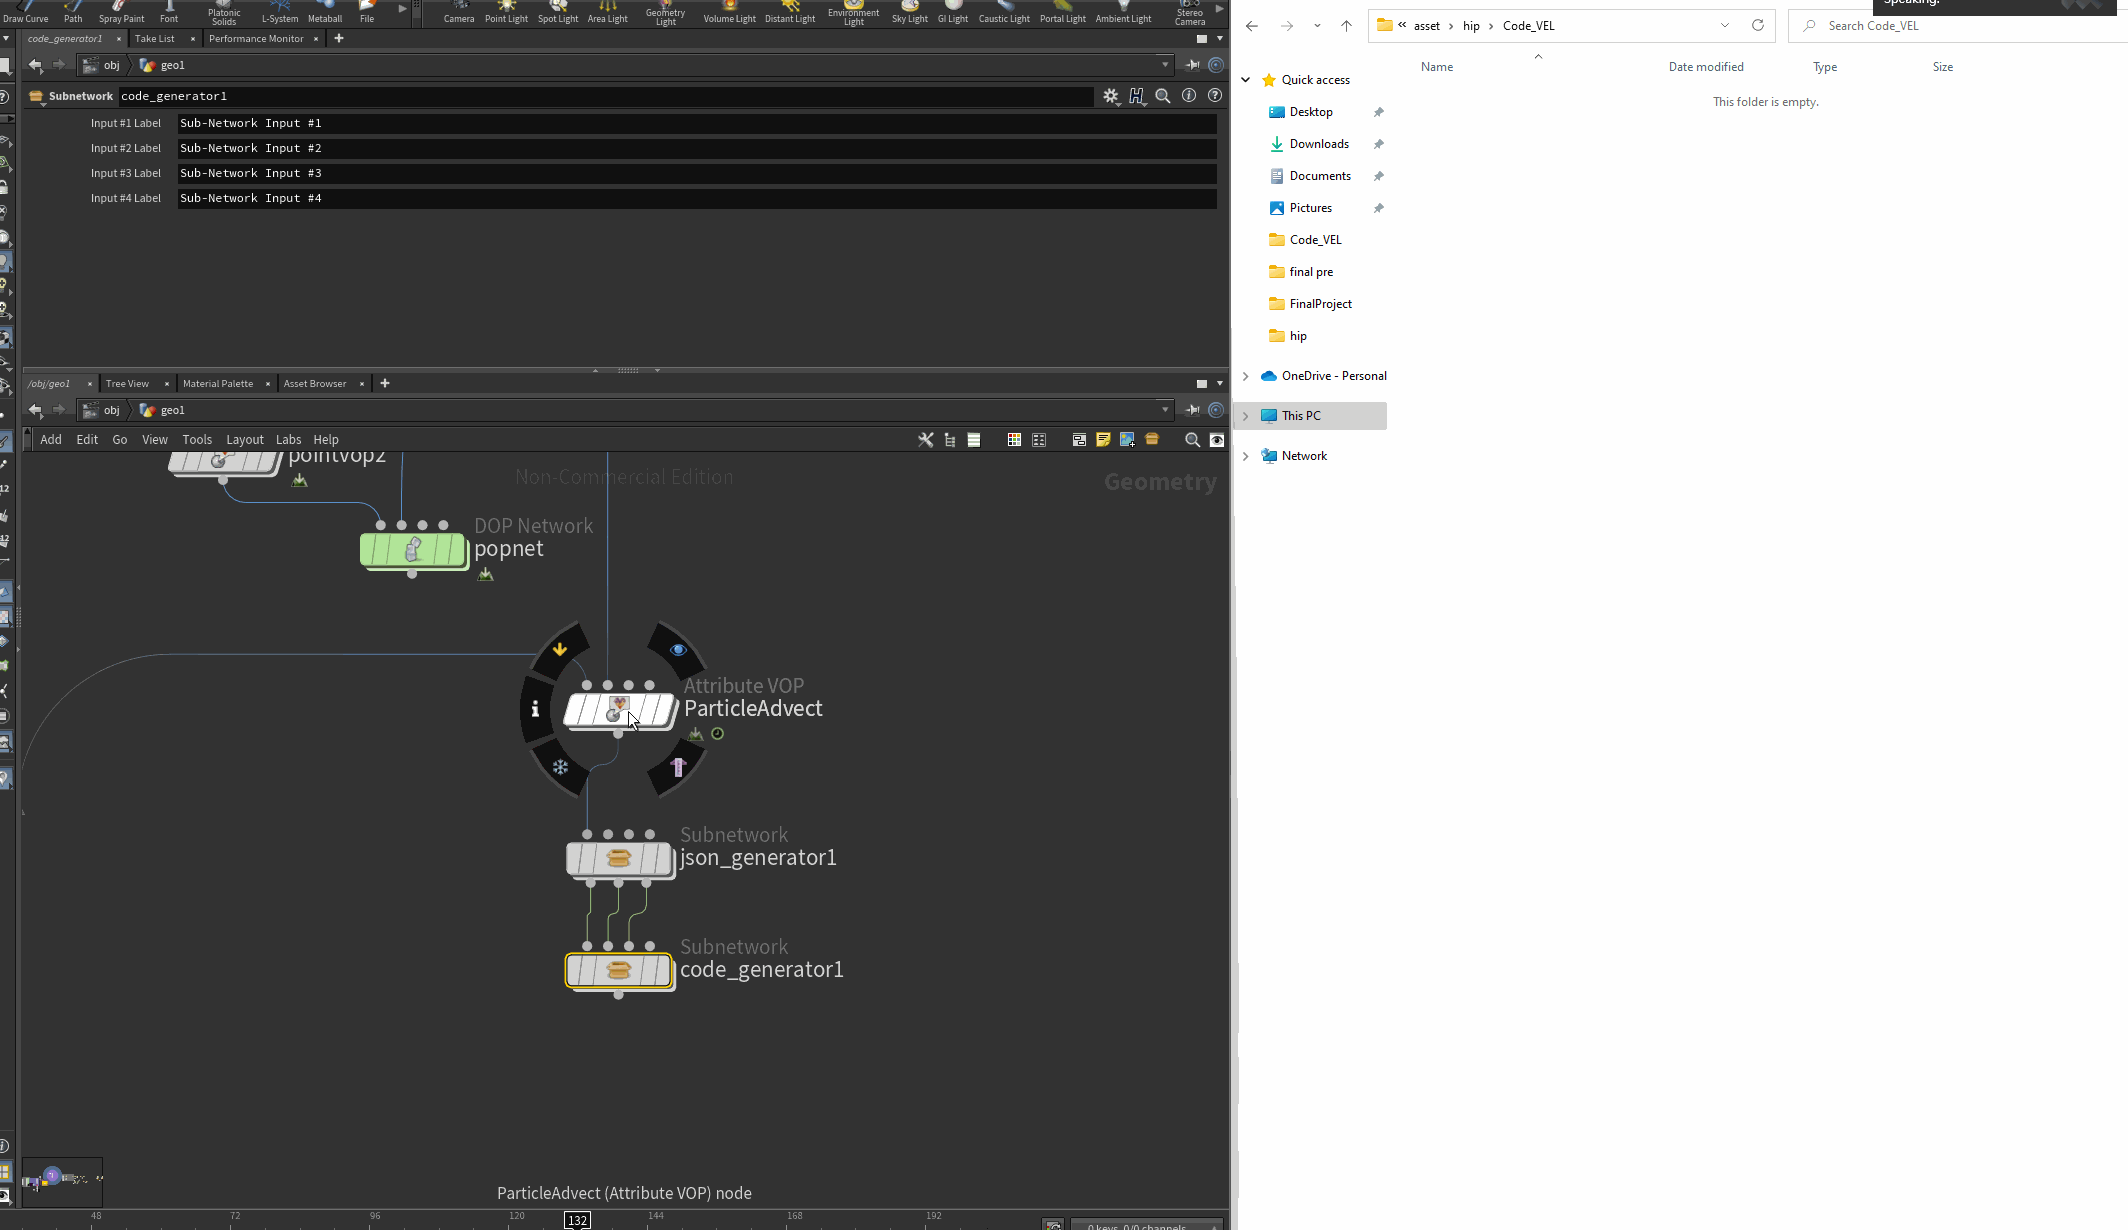 Draw Curve Path Spray Paint Font Platonic Solids L-System Metaball File Camera Point Light Spot Light Area Light Geometry Light Volume Light Distant Light Environment Light Sky Light GI Light Caustic Light Portal Light Ambient Light Stereo Camera
code_generator1 Take List Performance Monitor
obj geo1
Subnetwork code_generator1
Input #1 Label Sub-Network Input #1
Input #2 Label Sub-Network Input #2
Input #3 Label Sub-Network Input #3
Input #4 Label Sub-Network Input #4
/obj/geo1 Tree View Material Palette Asset Browser
obj geo1
Add Edit Go View Tools Layout Labs Help
pointvop2
Non-Commercial Edition
Geometry
DOP Network
popnet
Attribute VOP
ParticleAdvect
Subnetwork
json_generator1
Subnetwork
code_generator1
ParticleAdvect (Attribute VOP) node
48 72 96 120 132 144 168 192
0 keys, 0/0 channels
Speaking:
« asset › hip › Code_VEL
Search Code_VEL
Name Date modified Type Size
This folder is empty.
Quick access
Desktop
Downloads
Documents
Pictures
Code_VEL
final pre
FinalProject
hip
OneDrive - Personal
This PC
Network